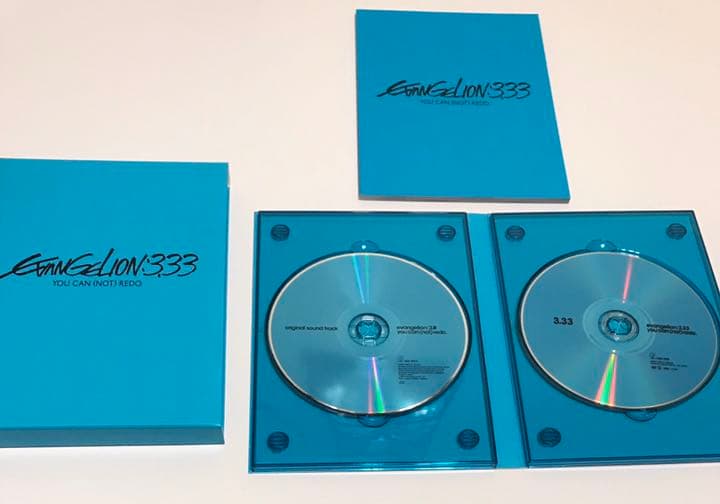 EVANGELION:3.33
YOU CAN (NOT) REDO.
EVANGELION:3.33
YOU CAN (NOT) REDO.
original sound track
evangelion:3.0
you can (not) redo.
3.33
evangelion:3.33
you can (not) redo.